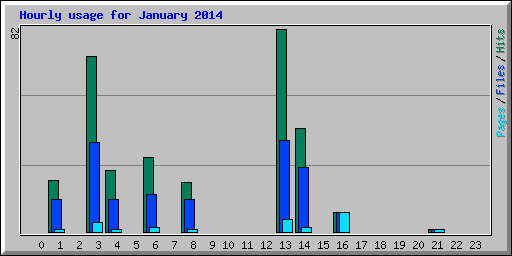 Hourly usage for January 2014
82
Pages/Files/Hits
0 1 2 3 4 5 6 7 8 9 10 11 12 13 14 15 16 17 18 19 20 21 22 23